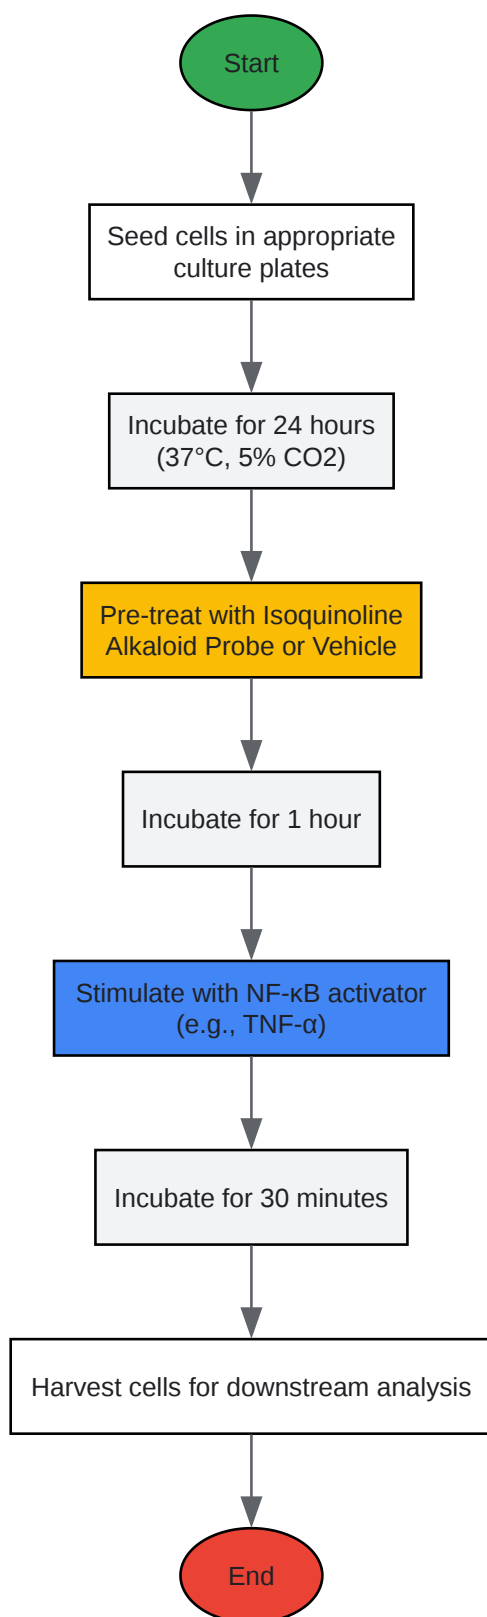 Start
Seed cells in appropriate
culture plates
Incubate for 24 hours
(37°C, 5% CO2)
Pre-treat with Isoquinoline
Alkaloid Probe or Vehicle
Incubate for 1 hour
Stimulate with NF-κB activator
(e.g., TNF-α)
Incubate for 30 minutes
Harvest cells for downstream analysis
End